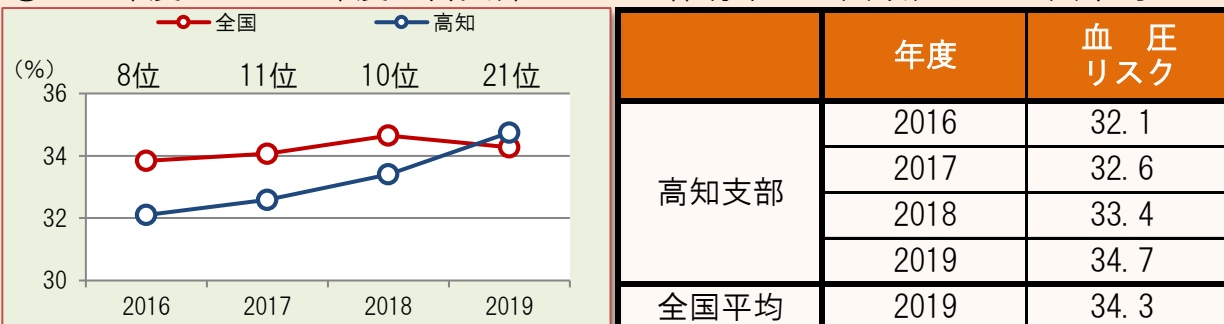 全国 高知
(%) 8位 11位 10位 21位
36
34
32
30
2016 2017 2018 2019
年度 血 圧
リスク
高知支部 2016 32.1
2017 32.6
2018 33.4
2019 34.7
全国平均 2019 34.3